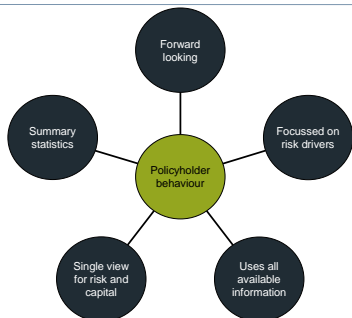 Forward
looking
Summary
statistics
Focussed on
risk drivers
Policyholder
behaviour
Single view
for risk and
capital
Uses all
available
information